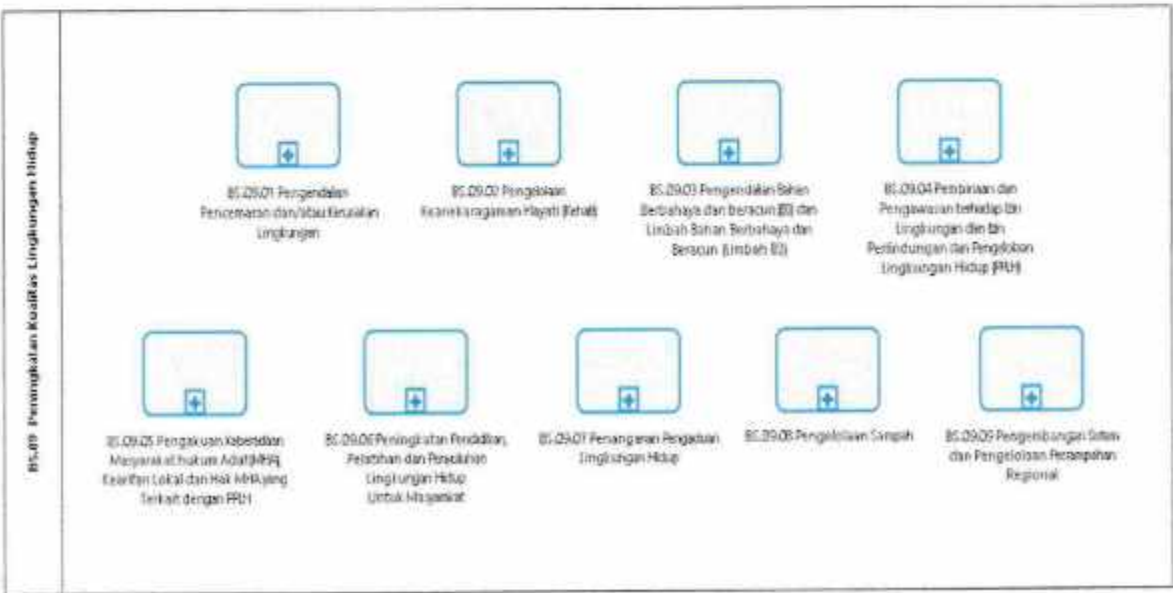 BS.09 Peningkatan Kualitas Lingkungan Hidup
BS.09.01 Pengendalian
Pencemaran dan/atau Kerusakan
Lingkungan
BS.09.02 Pengelolaan
Keanekaragaman Hayati (Kehati)
BS.09.03 Pengendalian Bahan
Berbahaya dan beracun (B3) dan
Limbah Bahan Berbahaya dan
Beracun (Limbah B3)
BS.09.04 Pembinaan dan
Pengawasan terhadap Izin
Lingkungan dan Izin
Perlindungan dan Pengelolaan
Lingkungan Hidup (PPLH)
BS.09.05 Pengakuan Keberadaan
Masyarakat hukum Adat(MHA),
Kearifan Lokal dan Hak MHA yang
Terkait dengan PPLH
BS.09.06 Peningkatan Pendidikan,
Pelatihan dan Penyuluhan
Lingkungan Hidup
Untuk Masyarakat
BS.09.07 Penanganan Pengaduan
Lingkungan Hidup
BS.09.08 Pengelolaan Sampah
BS.09.09 Pengembangan Sistem
dan Pengelolaan Persampahan
Regional